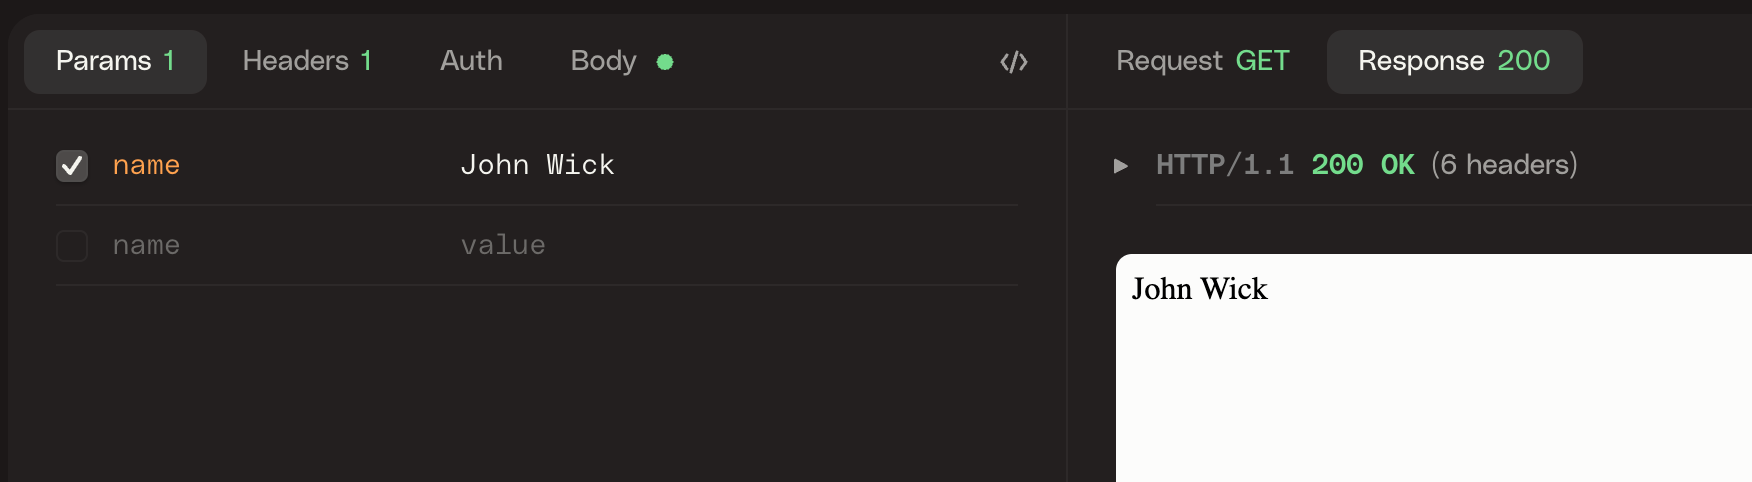 Params 1 Headers 1 Auth Body
name John Wick
name value
Request GET Response 200
HTTP/1.1 200 OK (6 headers)
John Wick